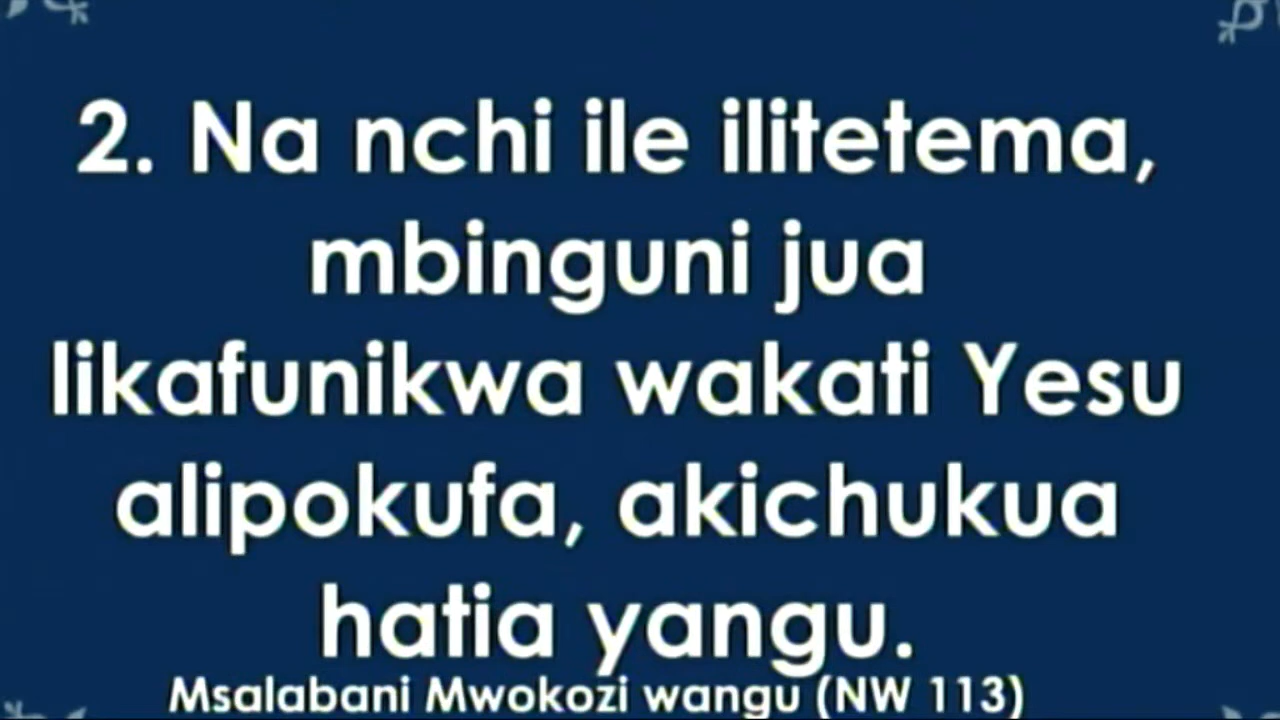 2. Na nchi ile ilitetema,
mbinguni jua
likafunikwa wakati Yesu
alipokufa, akichukua
hatia yangu.
Msalabani Mwokozi wangu (NW 113)